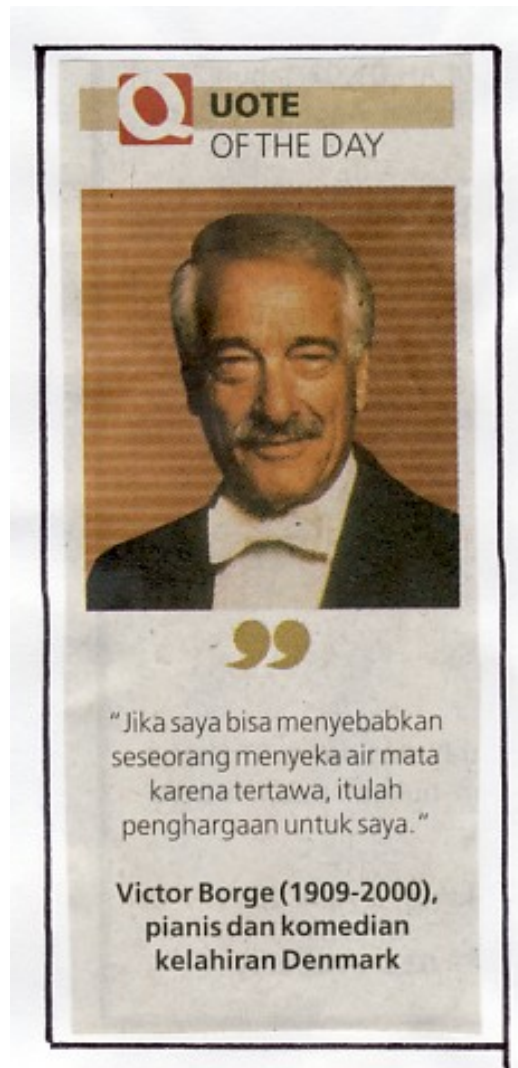 QUOTE
OF THE DAY
”
“Jika saya bisa menyebabkan
seseorang menyeka air mata
karena tertawa, itulah
penghargaan untuk saya.”
Victor Borge (1909-2000),
pianis dan komedian
kelahiran Denmark